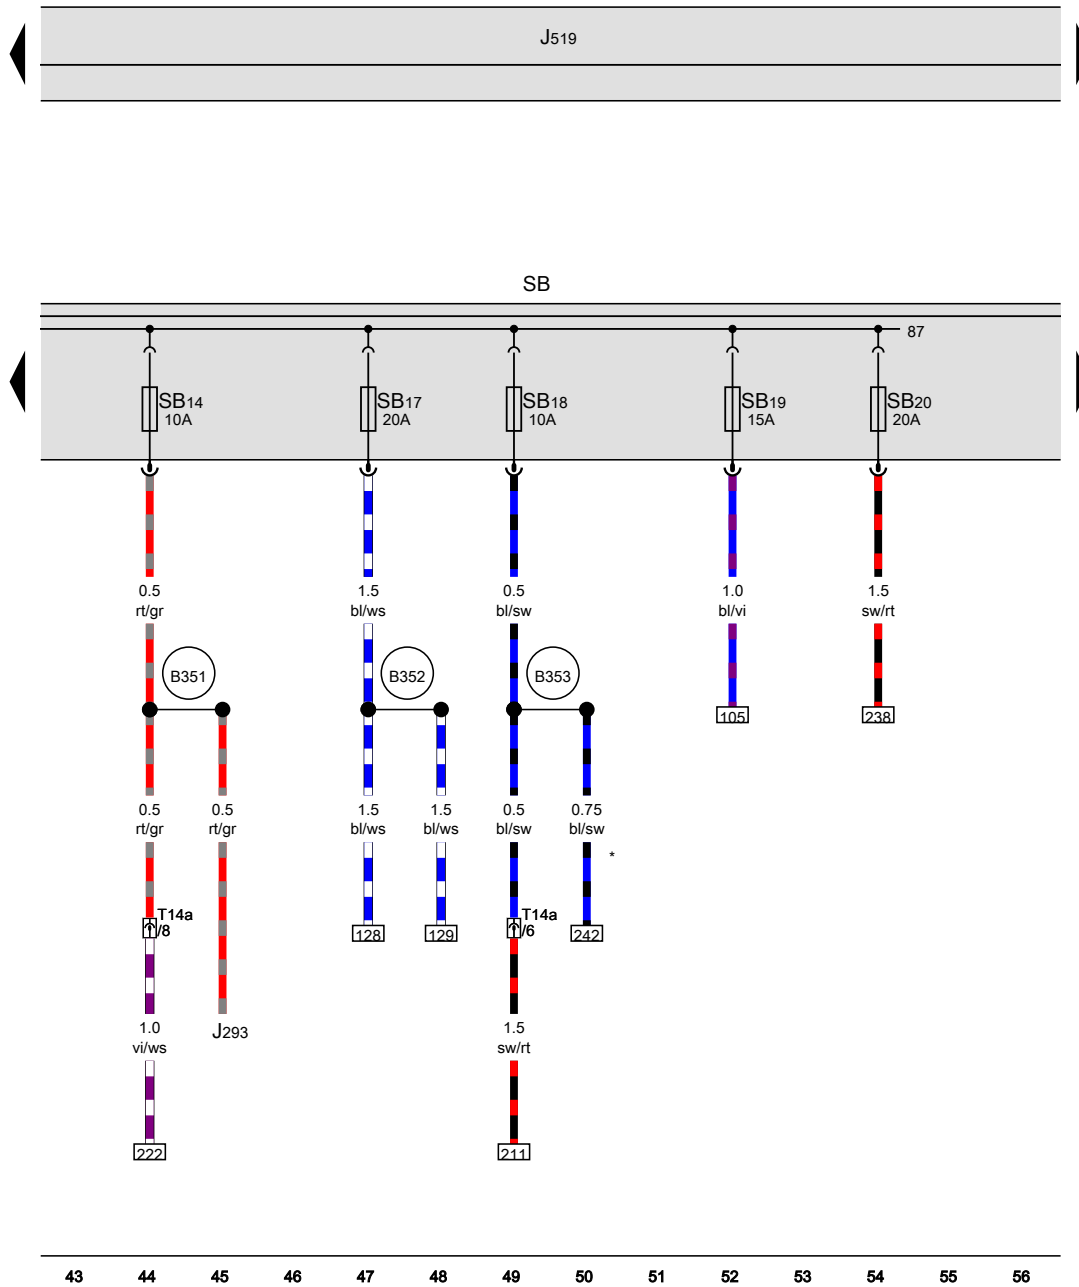 J519
SB
87
SB14 SB17 SB18 SB19 SB20
10A 20A 10A 15A 20A
0.5 1.5 0.5 1.0 1.5
rt/gr bl/ws bl/sw bl/vi sw/rt
B351 B352 B353
105 238
0.5 0.5 1.5 1.5 0.5 0.75
rt/gr rt/gr bl/ws bl/ws bl/sw bl/sw
*
T14a T14a
/8 /6
128 129 242
1.0 J293 1.5
vi/ws sw/rt
222 211
43 44 45 46 47 48 49 50 51 52 53 54 55 56